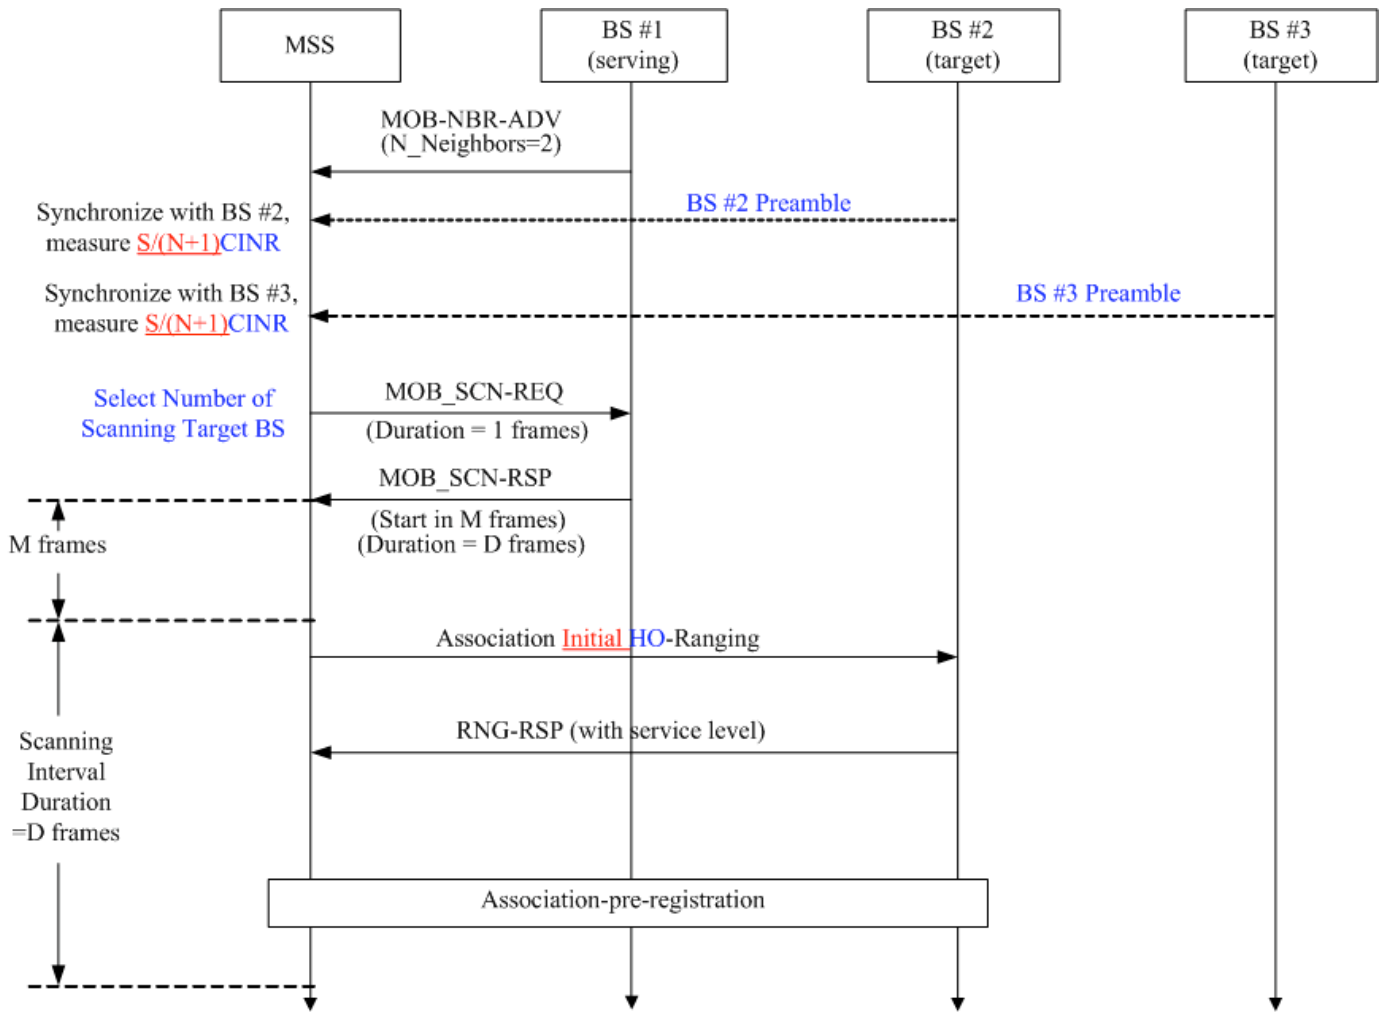 MSS
BS #1
(serving)
BS #2
(target)
BS #3
(target)
MOB-NBR-ADV
(N_Neighbors=2)
BS #2 Preamble
Synchronize with BS #2,
measure S/(N+1)CINR
BS #3 Preamble
Synchronize with BS #3,
measure S/(N+1)CINR
Select Number of
Scanning Target BS
MOB_SCN-REQ
(Duration = 1 frames)
MOB_SCN-RSP
(Start in M frames)
(Duration = D frames)
M frames
Association Initial HO-Ranging
RNG-RSP (with service level)
Scanning
Interval
Duration
=D frames
Association-pre-registration